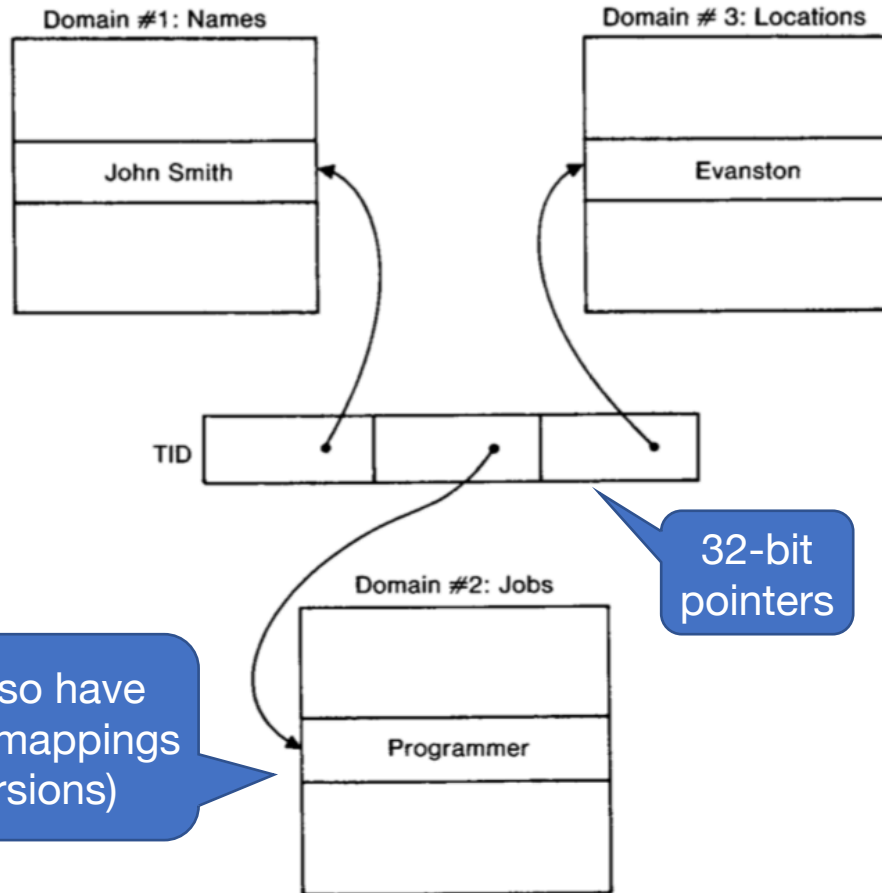 Domain #1: Names
Domain # 3: Locations
John Smith
Evanston
TID
32-bit
pointers
Domain #2: Jobs
so have
mappings
Programmer